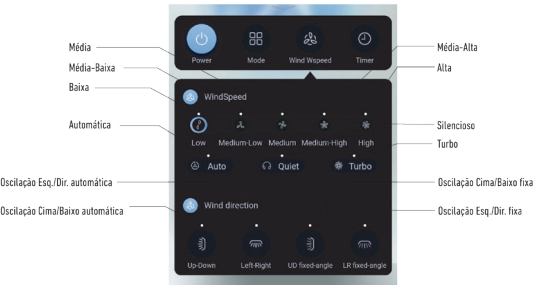 Média
Média-Baixa
Baixa
Automática
Oscilação Esq./Dir. automática
Oscilação Cima/Baixo automática
Power Mode Wind Wspeed Timer
WindSpeed
Low Medium-Low Medium Medium-High High
Auto Quiet Turbo
Wind direction
Up-Down Left-Right UD fixed-angle LR fixed-angle
Média-Alta
Alta
Silencioso
Turbo
Oscilação Cima/Baixo fixa
Oscilação Esq./Dir. fixa